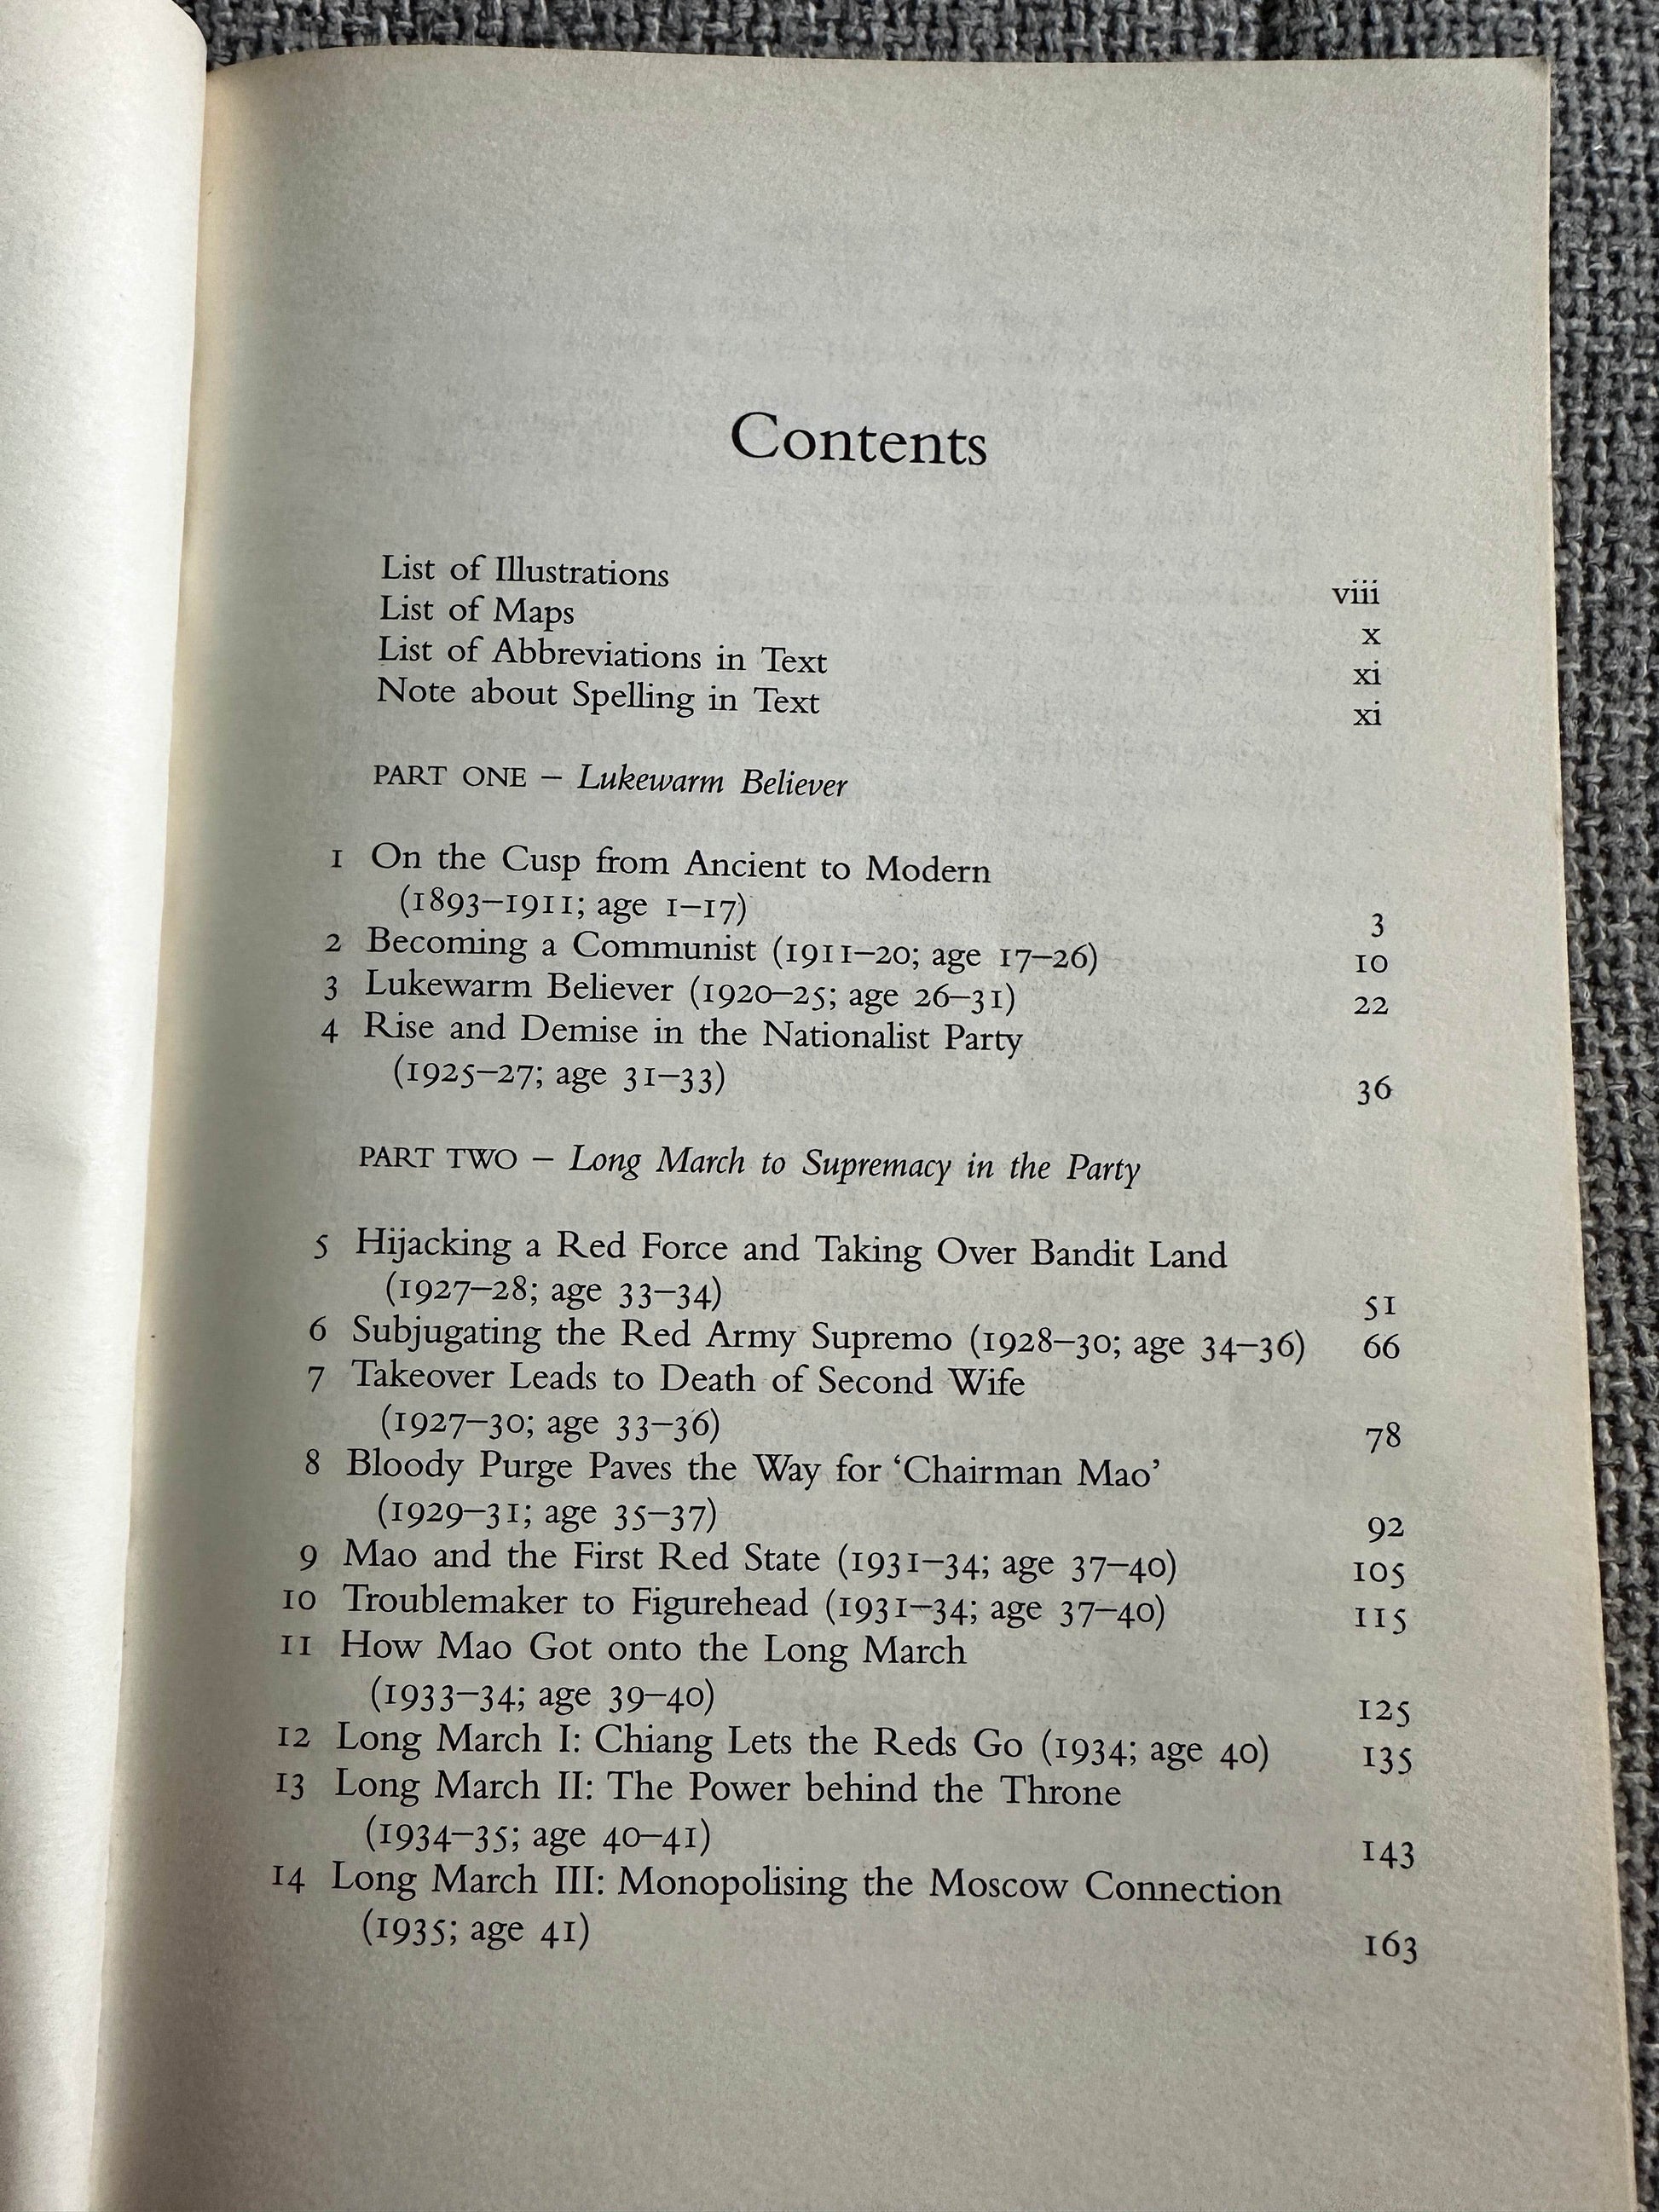 Contents
List of Illustrations viii
List of Maps x
List of Abbreviations in Text xi
Note about Spelling in Text xi
PART ONE – Lukewarm Believer
1 On the Cusp from Ancient to Modern
(1893–1911; age 1–17) 3
2 Becoming a Communist (1911–20; age 17–26) 10
3 Lukewarm Believer (1920–25; age 26–31) 22
4 Rise and Demise in the Nationalist Party
(1925–27; age 31–33) 36
PART TWO – Long March to Supremacy in the Party
5 Hijacking a Red Force and Taking Over Bandit Land
(1927–28; age 33–34) 51
6 Subjugating the Red Army Supremo (1928–30; age 34–36) 66
7 Takeover Leads to Death of Second Wife
(1927–30; age 33–36) 78
8 Bloody Purge Paves the Way for ‘Chairman Mao’
(1929–31; age 35–37) 92
9 Mao and the First Red State (1931–34; age 37–40) 105
10 Troublemaker to Figurehead (1931–34; age 37–40) 115
11 How Mao Got onto the Long March
(1933–34; age 39–40) 125
12 Long March I: Chiang Lets the Reds Go (1934; age 40) 135
13 Long March II: The Power behind the Throne
(1934–35; age 40–41) 143
14 Long March III: Monopolising the Moscow Connection
(1935; age 41) 163